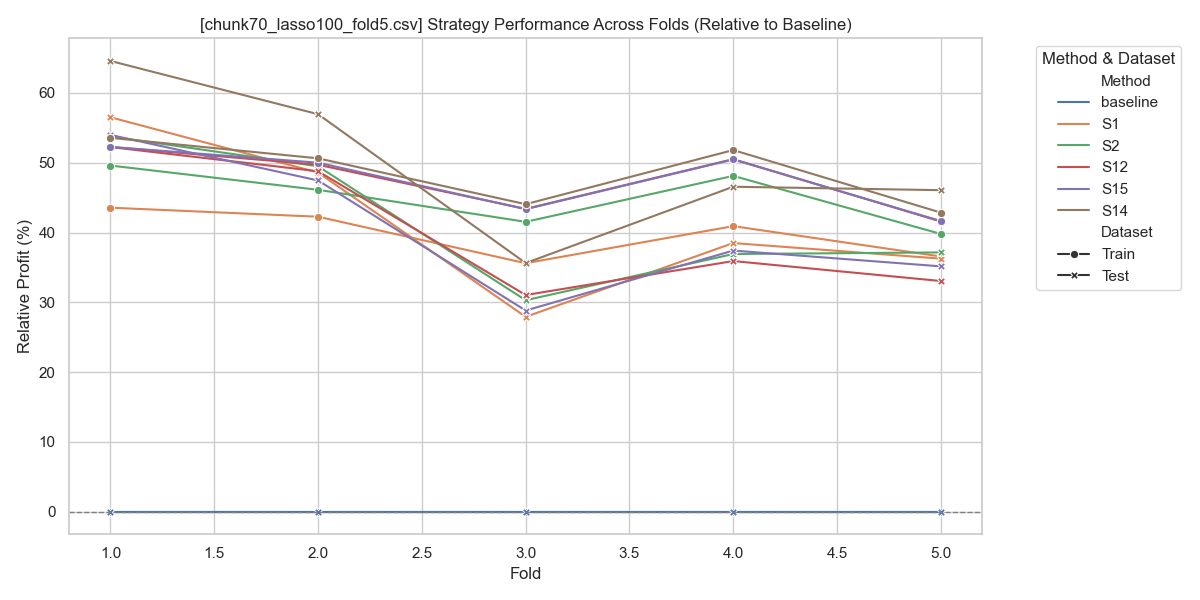 [chunk70_lasso100_fold5.csv] Strategy Performance Across Folds (Relative to Baseline)
Relative Profit (%)
60
50
40
30
20
10
0
1.0 1.5 2.0 2.5 3.0 3.5 4.0 4.5 5.0
Fold
Method & Dataset
Method
baseline
S1
S2
S12
S15
S14
Dataset
Train
Test